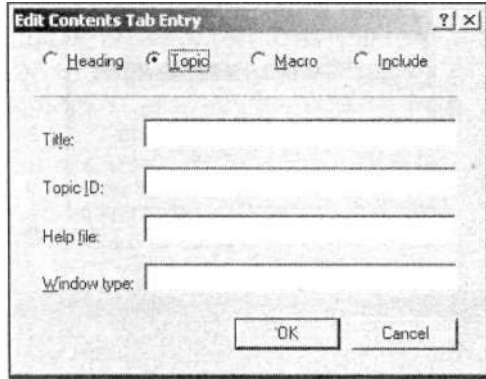 Edit Contents Tab Entry
Heading Topic Macro Include
Title:
Topic ID:
Help file:
Window type:
OK Cancel